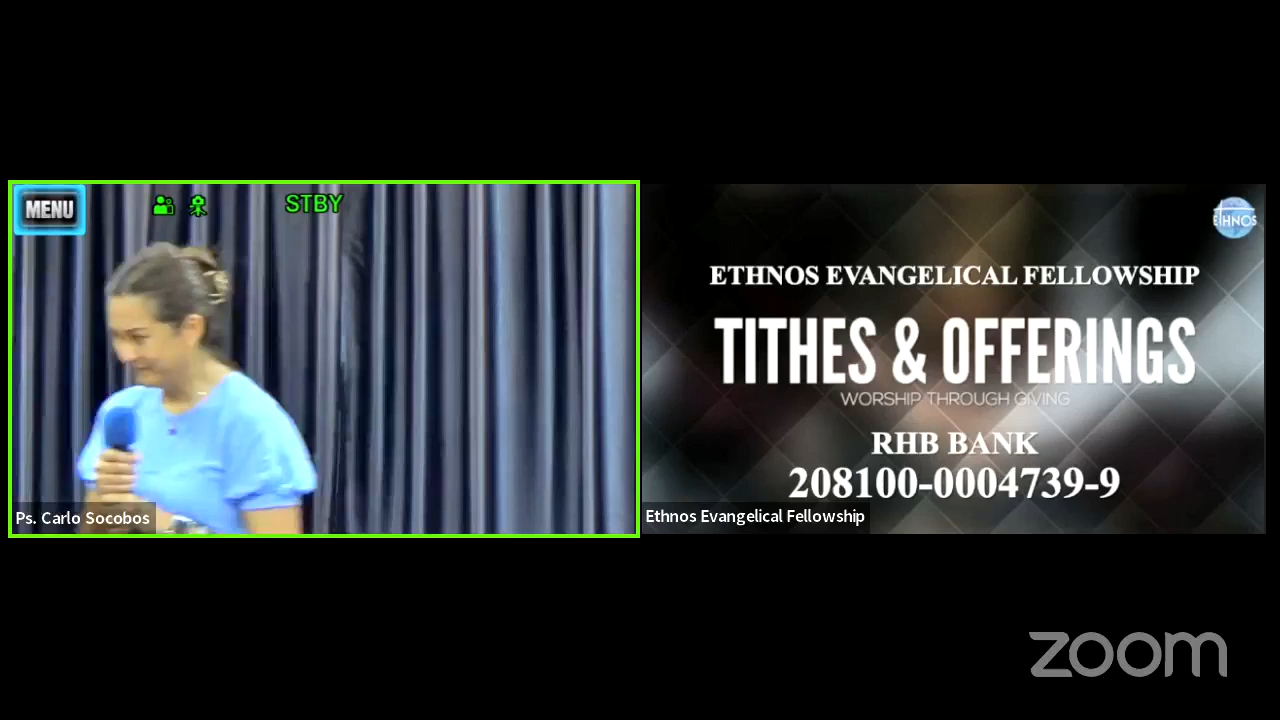 MENU
STBY
Ps. Carlo Socobos
ETHNOS
ETHNOS EVANGELICAL FELLOWSHIP
TITHES & OFFERINGS
WORSHIP THROUGH GIVING
RHB BANK
208100-0004739-9
Ethnos Evangelical Fellowship
zoom